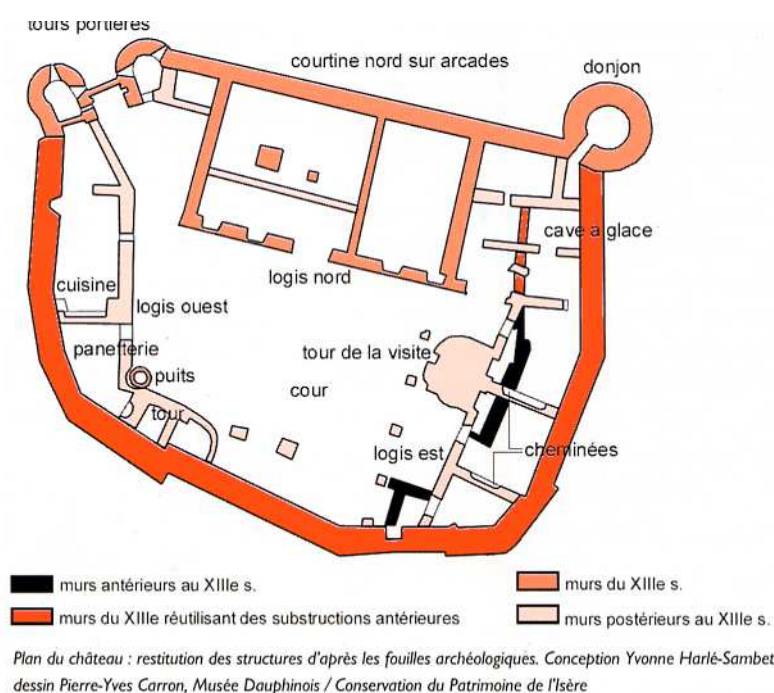 tours portières
courtine nord sur arcades
donjon
cave à glace
logis nord
cuisine
logis ouest
panetterie
puits
tour
tour de la visite
cour
logis est
cheminées
murs antérieurs au XIIIe s.
murs du XIIIe s.
murs du XIIIe réutilisant des substructions antérieures
murs postérieurs au XIIIe s.
Plan du château : restitution des structures d'après les fouilles archéologiques. Conception Yvonne Harlé-Sambet
dessin Pierre-Yves Carron, Musée Dauphinois / Conservation du Patrimoine de l'Isère